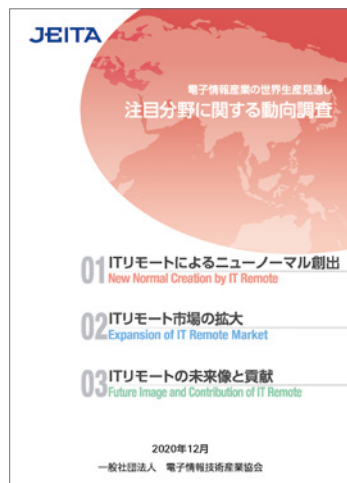 JEITA
電子情報産業の世界生産見通し
注目分野に関する動向調査
01 ITリモートによるニューノーマル創出
New Normal Creation by IT Remote
02 ITリモート市場の拡大
Expansion of IT Remote Market
03 ITリモートの未来像と貢献
Future Image and Contribution of IT Remote
2020年12月
一般社団法人 電子情報技術産業協会